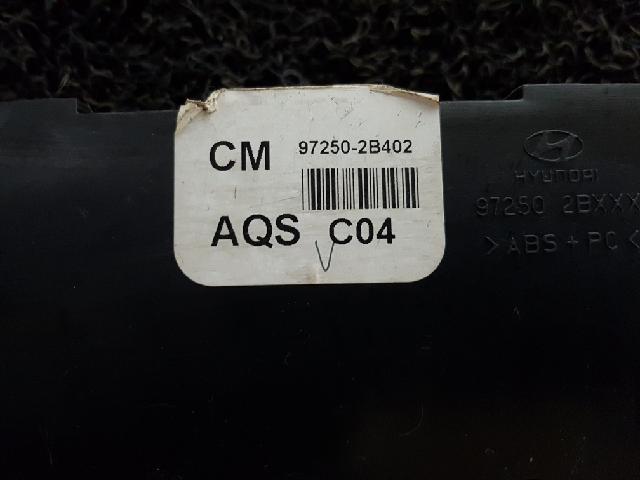 CM 97250-2B402
AQS C04
HYUNDAI
97250 2BXXX
>ABS+PC<